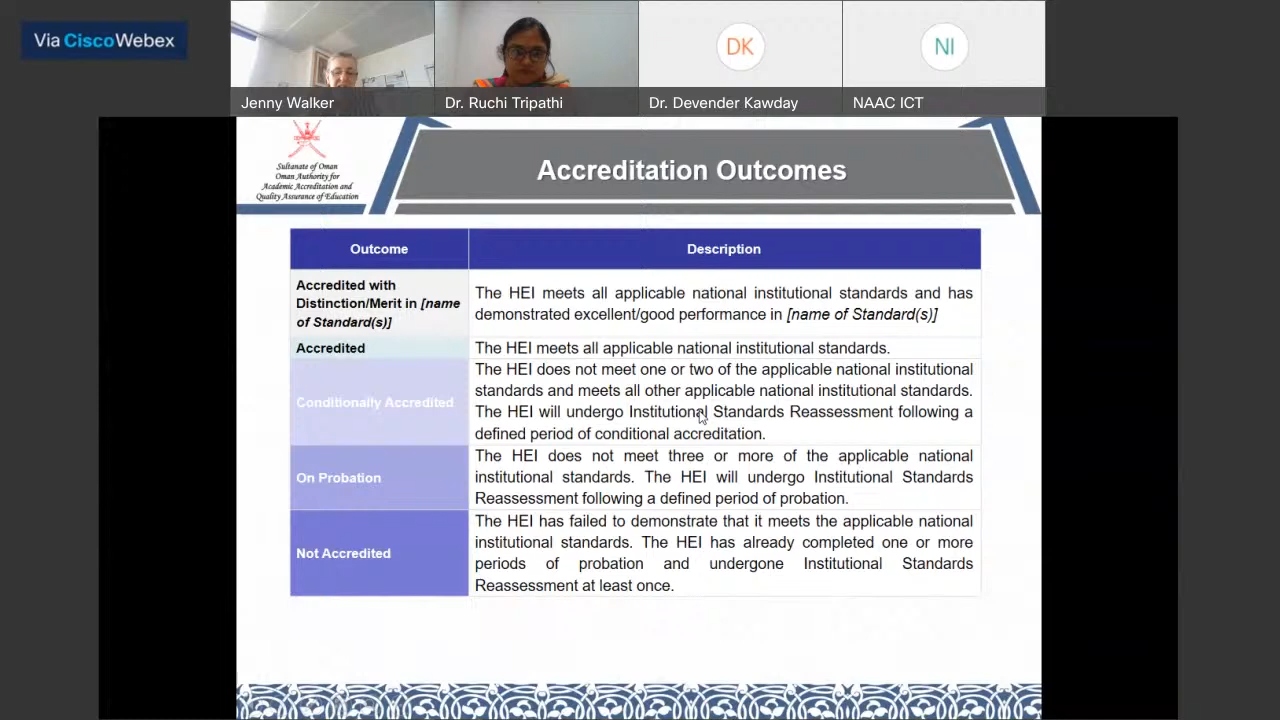 Via Cisco Webex
Jenny Walker
Dr. Ruchi Tripathi
DK
Dr. Devender Kawday
NI
NAAC ICT
Sultanate of Oman
Oman Authority for
Academic Accreditation and
Quality Assurance of Education
Accreditation Outcomes
Outcome
Description
Accredited with
Distinction/Merit in [name
of Standard(s)]
The HEI meets all applicable national institutional standards and has
demonstrated excellent/good performance in [name of Standard(s)]
Accredited
The HEI meets all applicable national institutional standards.
Conditionally Accredited
The HEI does not meet one or two of the applicable national institutional
standards and meets all other applicable national institutional standards.
The HEI will undergo Institutional Standards Reassessment following a
defined period of conditional accreditation.
On Probation
The HEI does not meet three or more of the applicable national
institutional standards. The HEI will undergo Institutional Standards
Reassessment following a defined period of probation.
Not Accredited
The HEI has failed to demonstrate that it meets the applicable national
institutional standards. The HEI has already completed one or more
periods of probation and undergone Institutional Standards
Reassessment at least once.